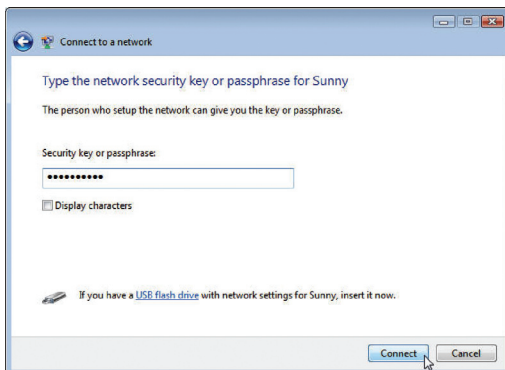 Connect to a network
Type the network security key or passphrase for Sunny
The person who setup the network can give you the key or passphrase.
Security key or passphrase:
••••••••••
Display characters
If you have a USB flash drive with network settings for Sunny, insert it now.
Connect
Cancel